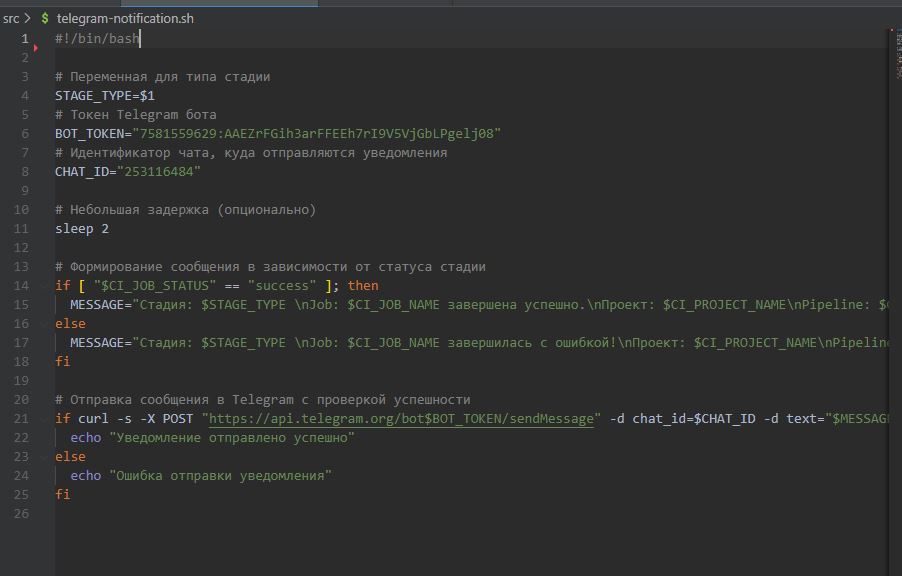 src > $ telegram-notification.sh
1 #!/bin/bash
2
3 # Переменная для типа стадии
4 STAGE_TYPE=$1
5 # Токен Telegram бота
6 BOT_TOKEN="7581559629:AAEZrFGih3arFFEEh7rI9V5VjGbLPgelj08"
7 # Идентификатор чата, куда отправляются уведомления
8 CHAT_ID="253116484"
9
10 # Небольшая задержка (опционально)
11 sleep 2
12
13 # Формирование сообщения в зависимости от статуса стадии
14 if [ "$CI_JOB_STATUS" == "success" ]; then
15 MESSAGE="Стадия: $STAGE_TYPE \nJob: $CI_JOB_NAME завершена успешно.\nПроект: $CI_PROJECT_NAME\nPipeline: $
16 else
17 MESSAGE="Стадия: $STAGE_TYPE \nJob: $CI_JOB_NAME завершилась с ошибкой!\nПроект: $CI_PROJECT_NAME\nPipelin
18 fi
19
20 # Отправка сообщения в Telegram с проверкой успешности
21 if curl -s -X POST "https://api.telegram.org/bot$BOT_TOKEN/sendMessage" -d chat_id=$CHAT_ID -d text="$MESSAG
22 echo "Уведомление отправлено успешно"
23 else
24 echo "Ошибка отправки уведомления"
25 fi
26